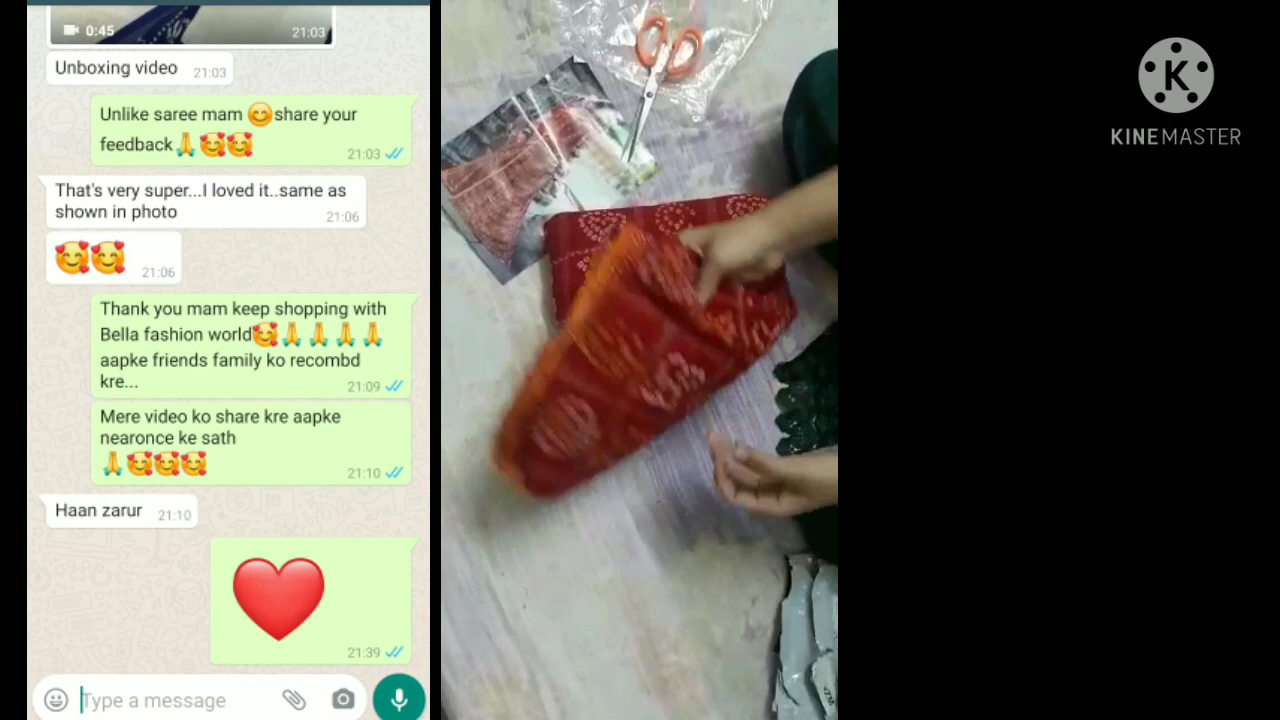 0:45
21:03
Unboxing video 21:03
Unlike saree mam 😊share your
feedback🙏🥰🥰
21:03
That's very super...I loved it..same as
shown in photo
21:06
🥰🥰
21:06
Thank you mam keep shopping with
Bella fashion world🥰🙏🙏🙏🙏
aapke friends family ko recombd
kre...
21:09
Mere video ko share kre aapke
nearonce ke sath
🙏🥰🥰🥰
21:10
Haan zarur 21:10
❤️
21:39
Type a message
K
KINEMASTER